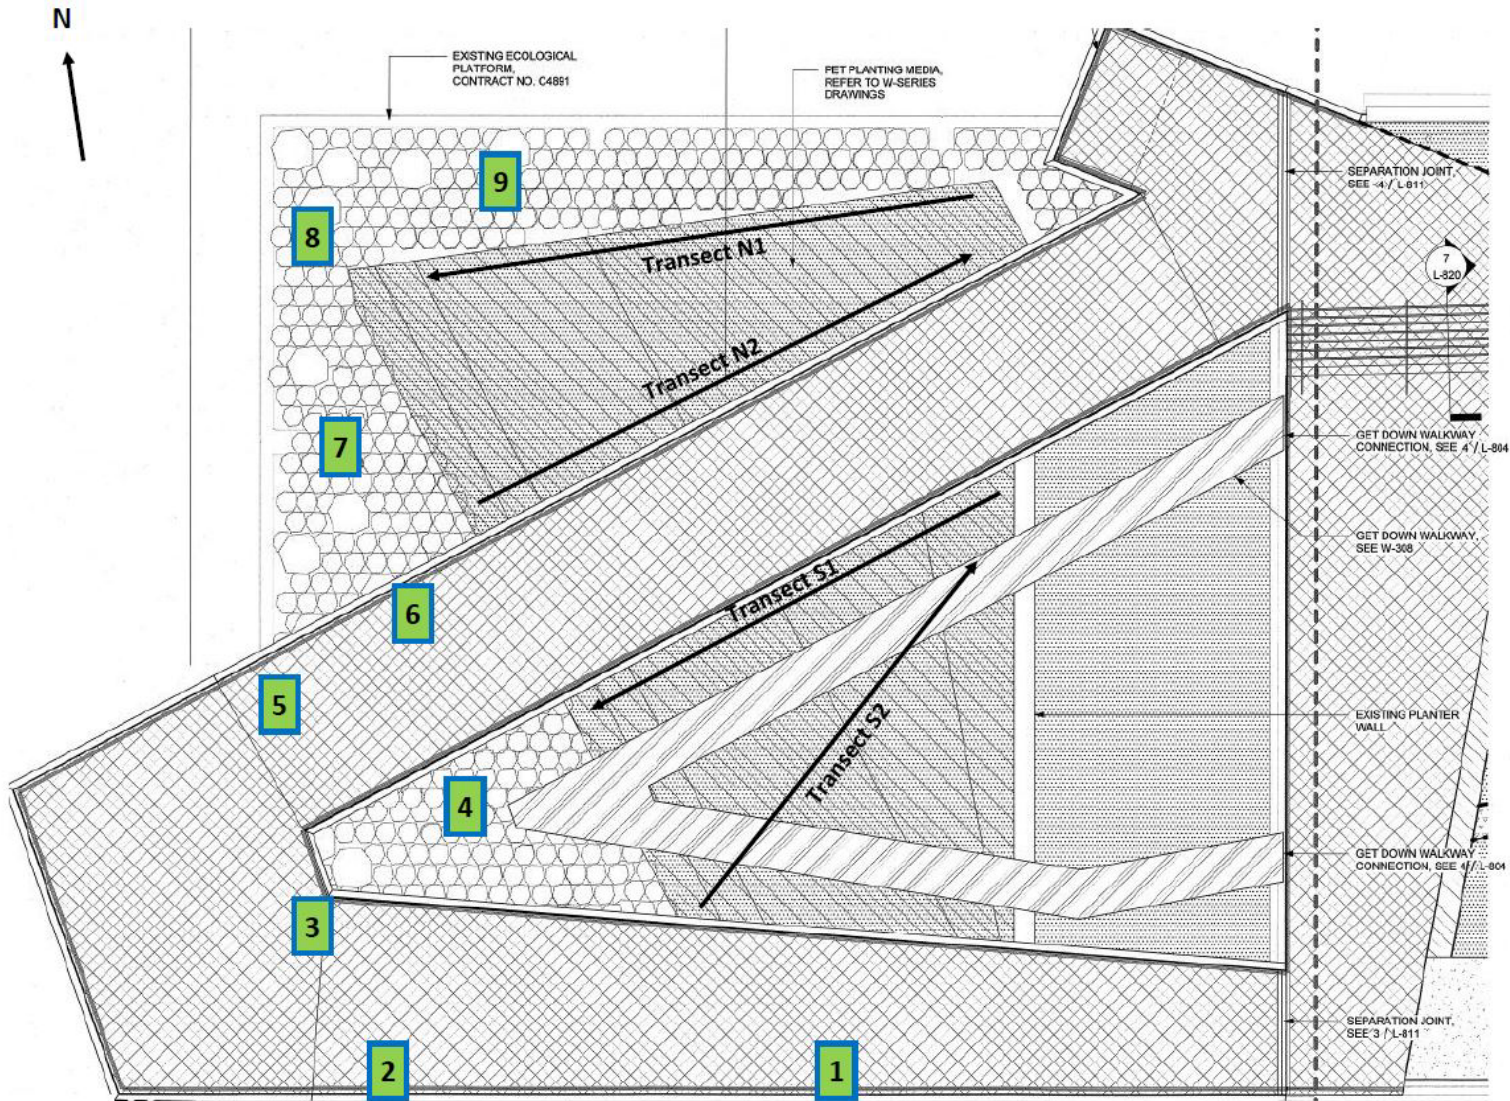 N
EXISTING ECOLOGICAL
PLATFORM,
CONTRACT NO. C4891
PET PLANTING MEDIA,
REFER TO W-SERIES
DRAWINGS
9
SEPARATION JOINT,
SEE 4 / L-811
8
Transect N1
7
L-820
Transect N2
7
GET DOWN WALKWAY
CONNECTION, SEE 4 / L-804
GET DOWN WALKWAY,
SEE W-308
Transect S1
6
5
EXISTING PLANTER
WALL
Transect S2
4
GET DOWN WALKWAY
CONNECTION, SEE 4 / L-804
3
SEPARATION JOINT,
SEE 3 / L-811
2
1